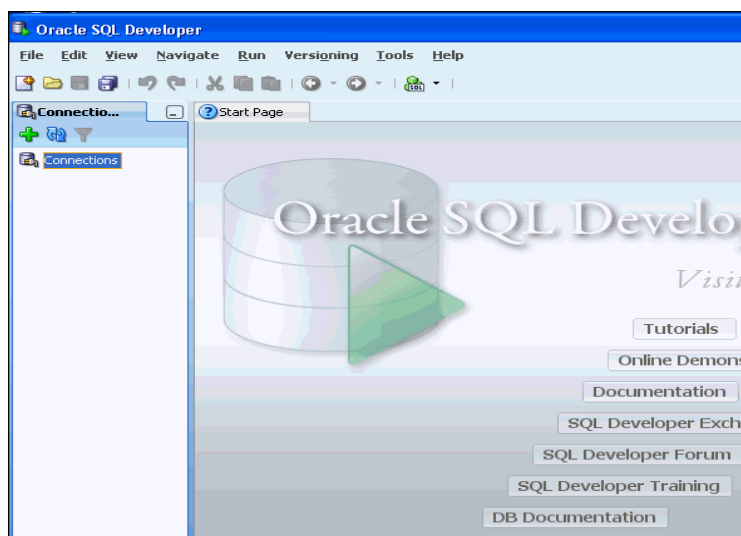 Oracle SQL Developer
File Edit View Navigate Run Versioning Tools Help
SQL
Connectio... Start Page
Connections
Oracle SQL Develo
Visi
Tutorials
Online Demons
Documentation
SQL Developer Exch
SQL Developer Forum
SQL Developer Training
DB Documentation